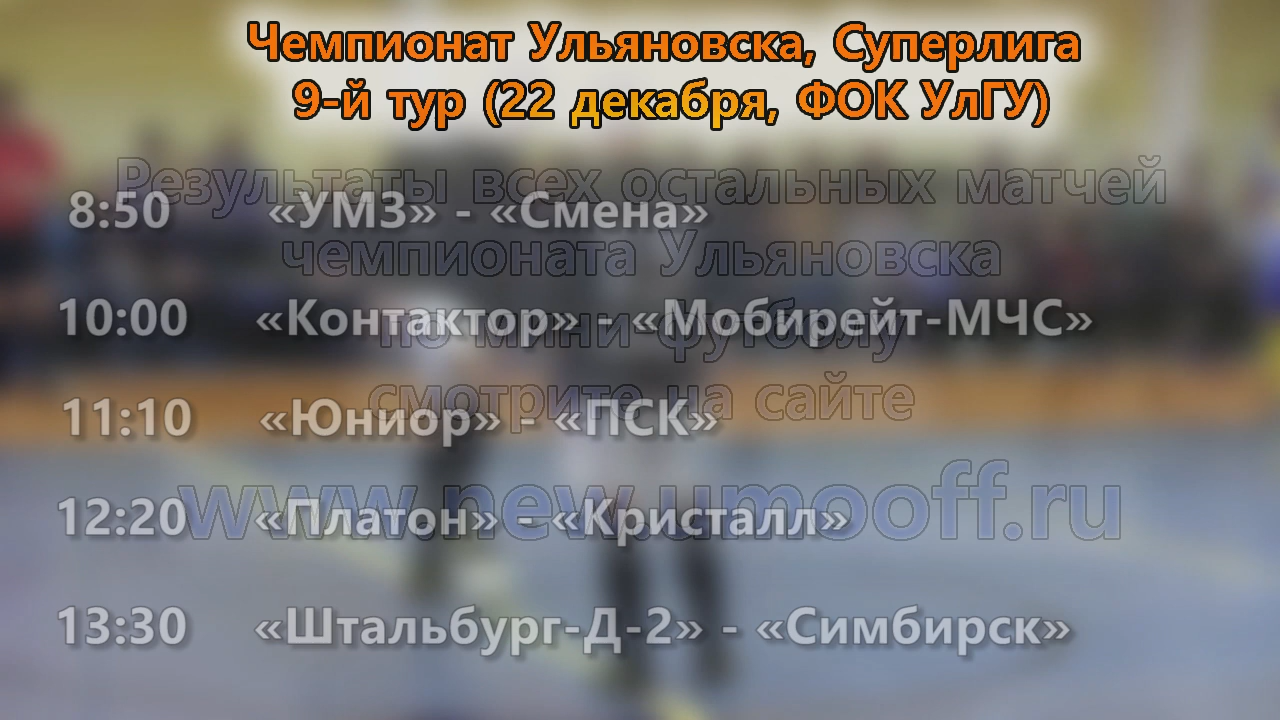 Чемпионат Ульяновска, Суперлига
9-й тур (22 декабря, ФОК УлГУ)
Результаты всех остальных матчей
8:50 «УМЗ» - «Смена»
чемпионата Ульяновска
10:00 «Контактор» - «Мобирейт-МЧС»
по мини-футболу
смотрите на сайте
11:10 «Юниор» - «ПСК»
www.new.umooff.ru
12:20 «Платон» - «Кристалл»
13:30 «Штальбург-Д-2» - «Симбирск»